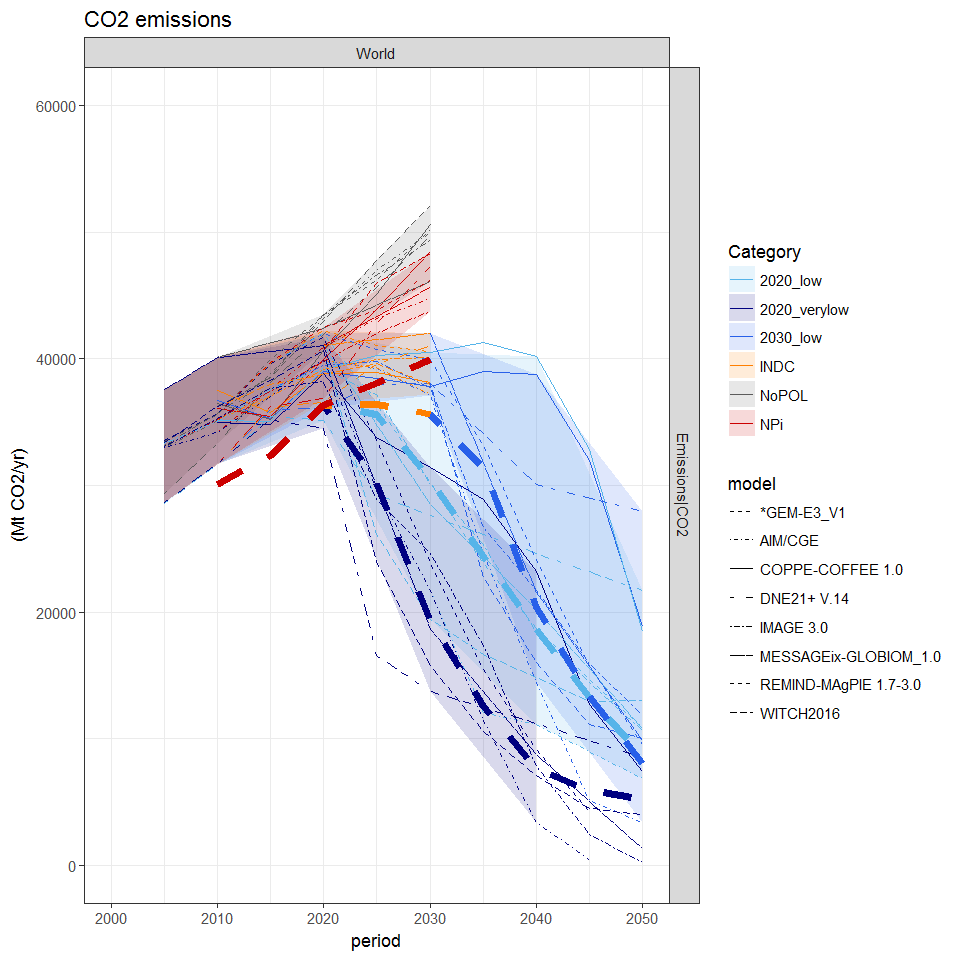 CO2 emissions
World
60000
40000
20000
0
(Mt CO2/yr)
Emissions|CO2
2000 2010 2020 2030 2040 2050
period
Category
2020_low
2020_verylow
2030_low
INDC
NoPOL
NPi
model
*GEM-E3_V1
AIM/CGE
COPPE-COFFEE 1.0
DNE21+ V.14
IMAGE 3.0
MESSAGEix-GLOBIOM_1.0
REMIND-MAgPIE 1.7-3.0
WITCH2016